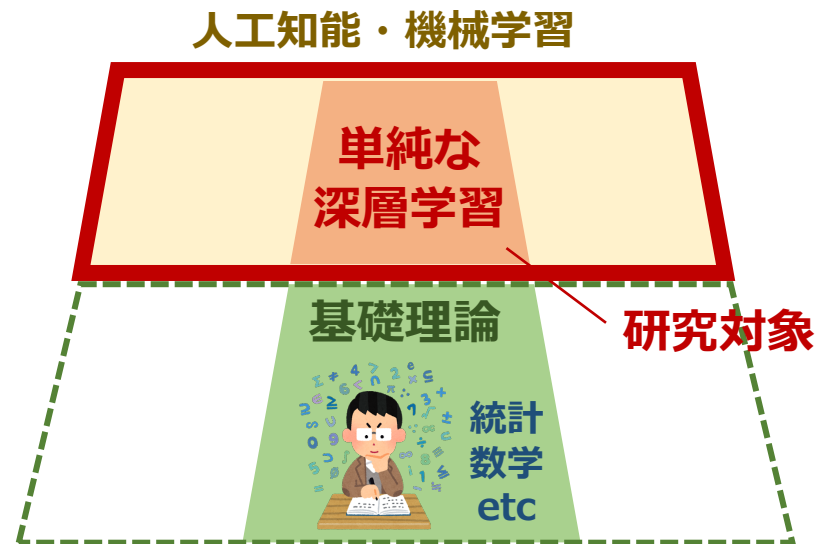 人工知能・機械学習
単純な
深層学習
基礎理論
研究対象
統計
数学
etc